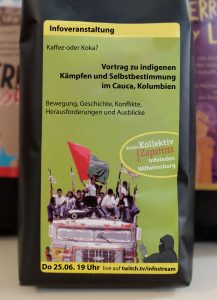 Infoveranstaltung
Kaffee oder Koka?
Vortrag zu indigenen
Kämpfen und Selbstbestimmung
im Cauca, Kolumbien
Bewegung, Geschichte, Konflikte,
Herausforderungen und Ausblicke
Kaffee Kollektiv
Zapatista
Infoladen
Wilhelmsburg
Do 25.06. 19 Uhr live auf twitch.tv/infostream